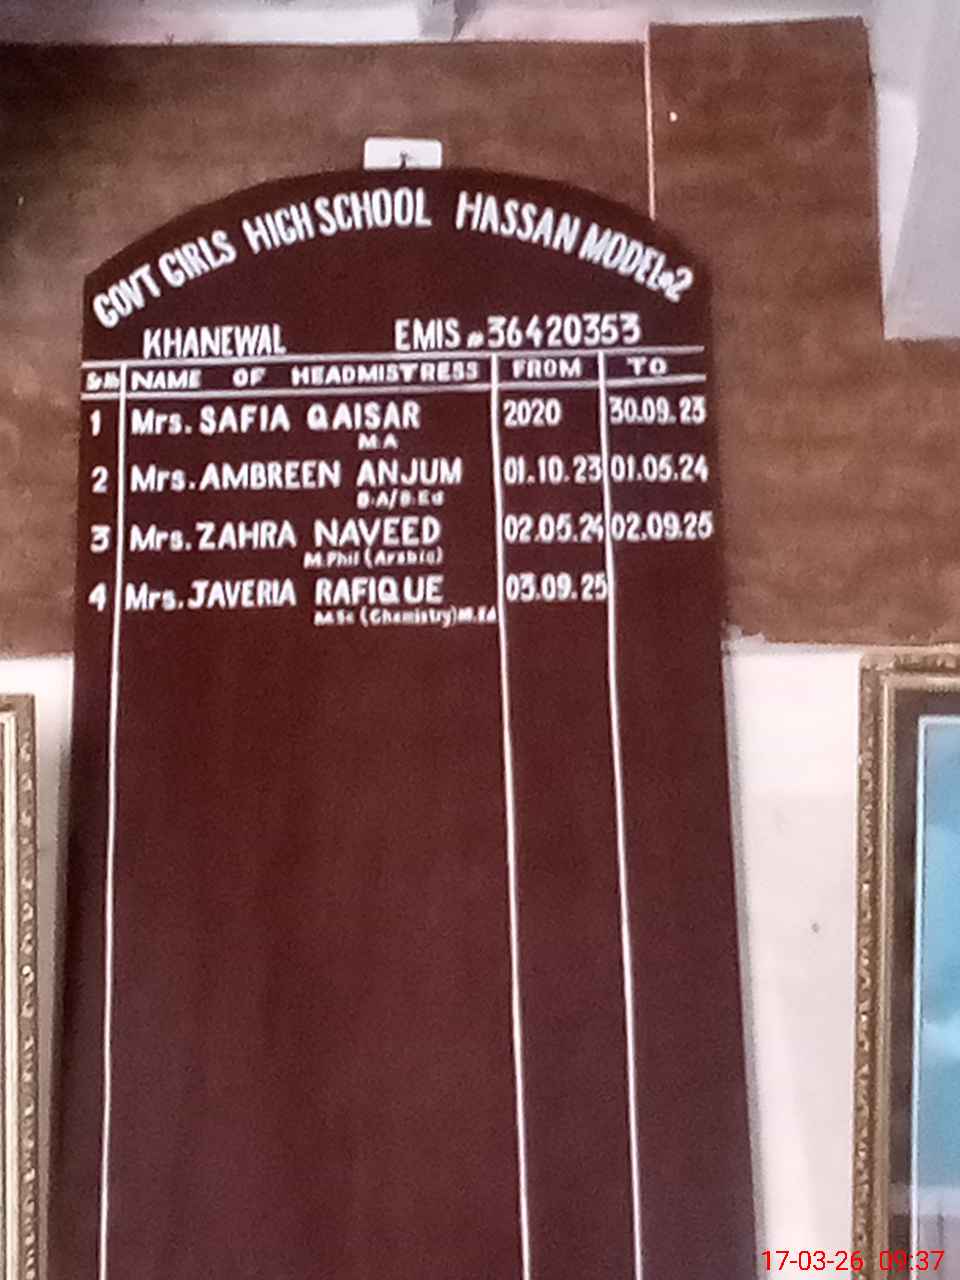 GOVT GIRLS HIGH SCHOOL HASSAN MODEL#2
KHANEWAL EMIS #36420353
Sr.No NAME OF HEADMISTRESS FROM TO
1 Mrs. SAFIA QAISAR 2020 30.09.23
M.A
2 Mrs. AMBREEN ANJUM 01.10.23 01.05.24
B.A/B.Ed
3 Mrs. ZAHRA NAVEED 02.05.24 02.09.25
M.Phil (Arabic)
4 Mrs. JAVERIA RAFIQUE 03.09.25
M.Sc (Chemistry) M.Ed
17-03-26 09:37